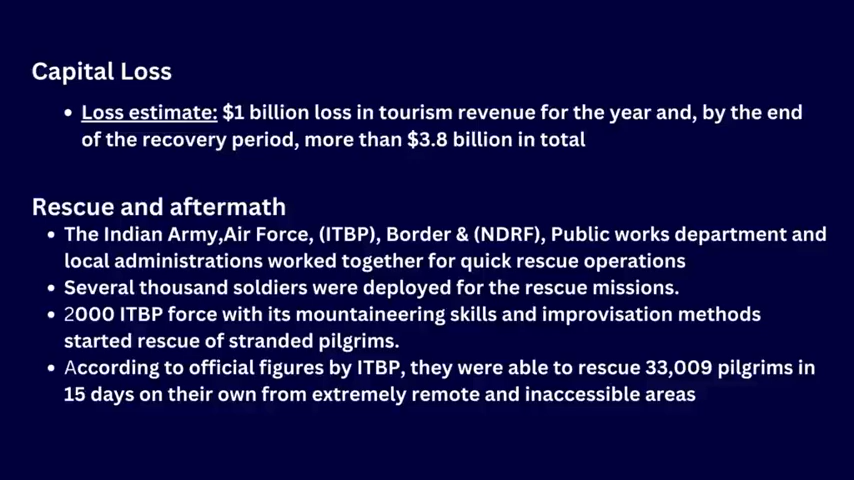 Capital Loss
• Loss estimate: $1 billion loss in tourism revenue for the year and, by the end
of the recovery period, more than $3.8 billion in total
Rescue and aftermath
• The Indian Army,Air Force, (ITBP), Border & (NDRF), Public works department and
local administrations worked together for quick rescue operations
• Several thousand soldiers were deployed for the rescue missions.
• 2000 ITBP force with its mountaineering skills and improvisation methods
started rescue of stranded pilgrims.
• According to official figures by ITBP, they were able to rescue 33,009 pilgrims in
15 days on their own from extremely remote and inaccessible areas